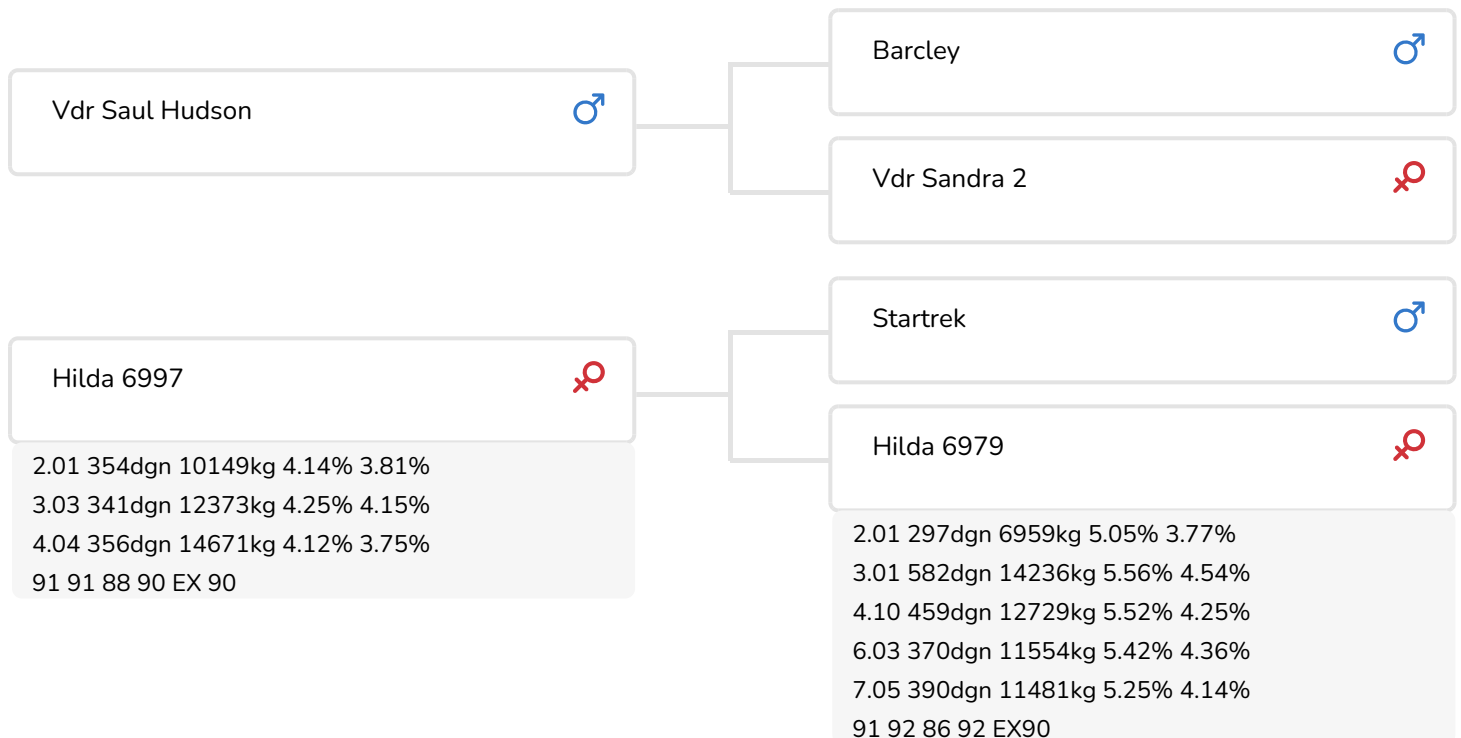 Vdr Saul Hudson
Barcley
Vdr Sandra 2
Hilda 6997
2.01 354dgn 10149kg 4.14% 3.81%
3.03 341dgn 12373kg 4.25% 4.15%
4.04 356dgn 14671kg 4.12% 3.75%
91 91 88 90 EX 90
Startrek
Hilda 6979
2.01 297dgn 6959kg 5.05% 3.77%
3.01 582dgn 14236kg 5.56% 4.54%
4.10 459dgn 12729kg 5.52% 4.25%
6.03 370dgn 11554kg 5.42% 4.36%
7.05 390dgn 11481kg 5.25% 4.14%
91 92 86 92 EX90